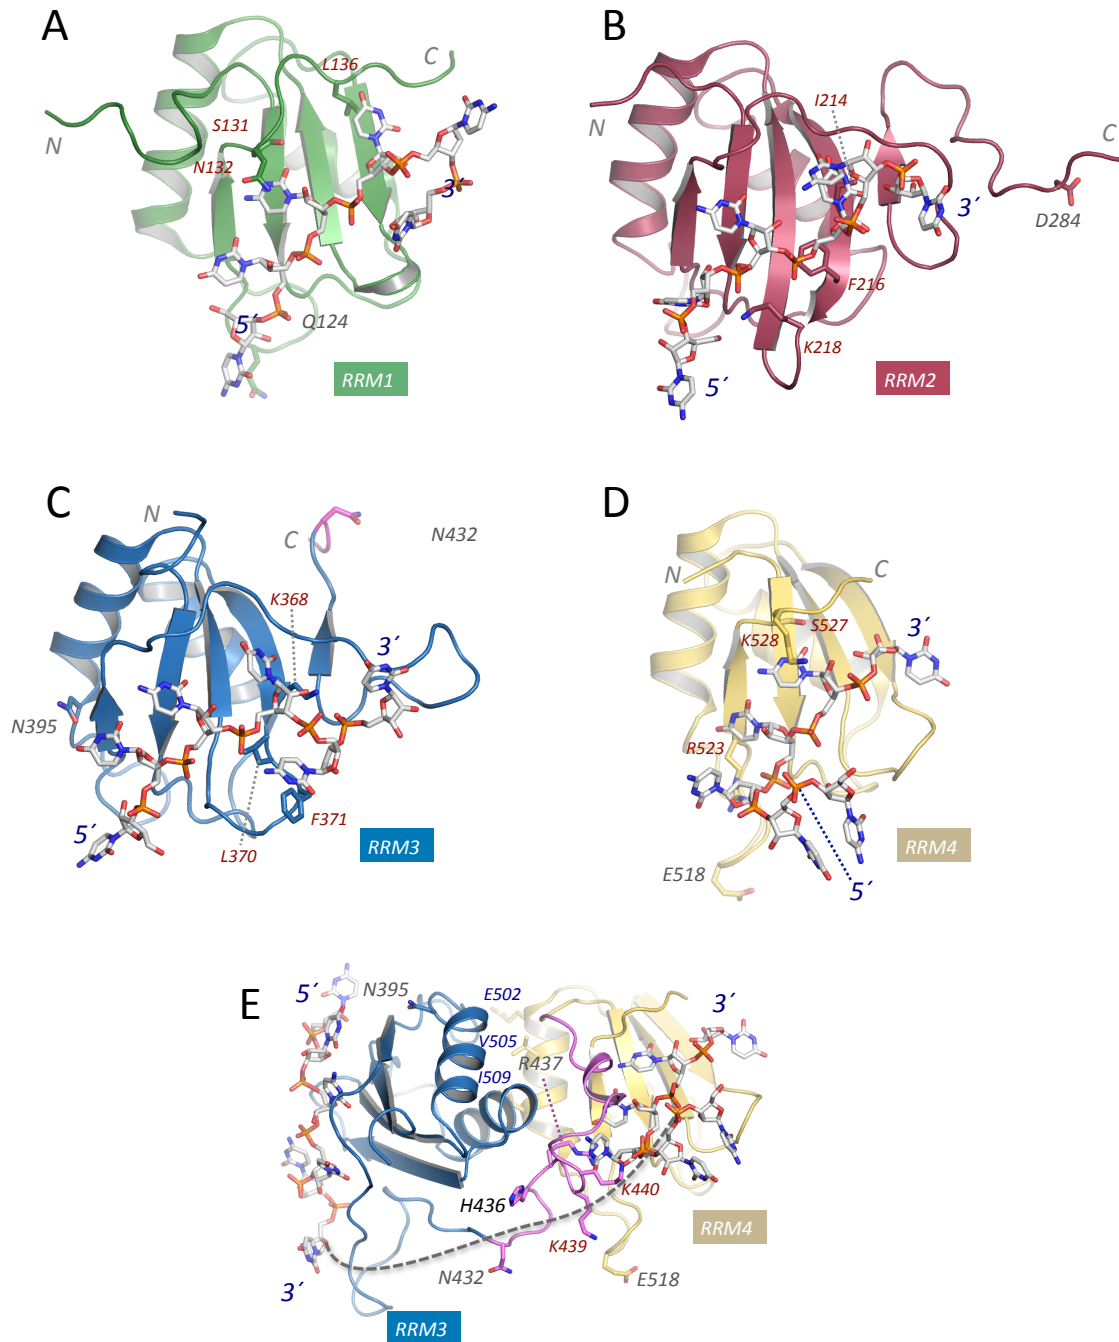 A
L136
C
S131
N
N132
3´
5´
Q124
RRM1
B
I214
N
C
3´
D284
F216
K218
RRM2
5´
C
N
C
N432
K368
3´
N395
5´
F371
L370
RRM3
D
N
C
S527
K528
3´
R523
RRM4
E518
5´
E
5´
N395
E502
3´
V505
R437
I509
K440
H436
K439
RRM4
N432
E518
3´
RRM3